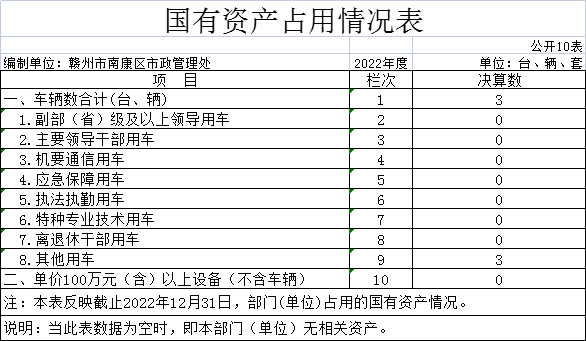 国有资产占用情况表
公开10表
编制单位：赣州市南康区市政管理处 2022年度 单位：台、辆、套
项 目 栏次 决算数
一、车辆数合计(台、辆) 1 3
1.副部（省）级及以上领导用车 2 0
2.主要领导干部用车 3 0
3.机要通信用车 4 0
4.应急保障用车 5 0
5.执法执勤用车 6 0
6.特种专业技术用车 7 0
7.离退休干部用车 8 0
8.其他用车 9 3
二、单价100万元（含）以上设备（不含车辆） 10 0
注：本表反映截止2022年12月31日，部门(单位)占用的国有资产情况。
说明：当此表数据为空时，即本部门（单位）无相关资产。